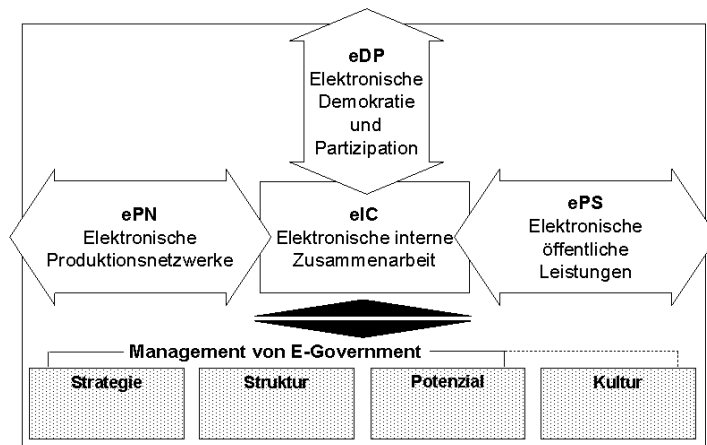 eDP
Elektronische
Demokratie
und
Partizipation
ePN
Elektronische
Produktionsnetzwerke
eIC
Elektronische interne
Zusammenarbeit
ePS
Elektronische
öffentliche
Leistungen
Management von E-Government
Strategie
Struktur
Potenzial
Kultur